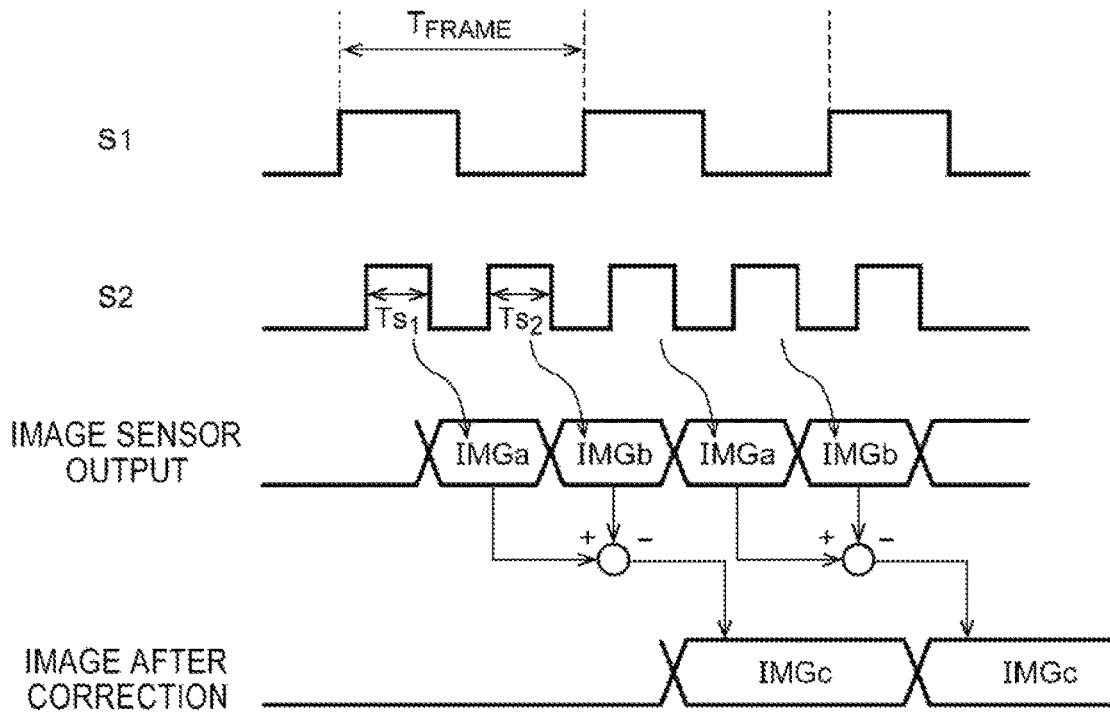 TFRAME
S1
S2
Ts1
Ts2
IMAGE SENSOR
OUTPUT
IMGa
IMGb
IMGa
IMGb
+
−
+
−
IMAGE AFTER
CORRECTION
IMGc
IMGc